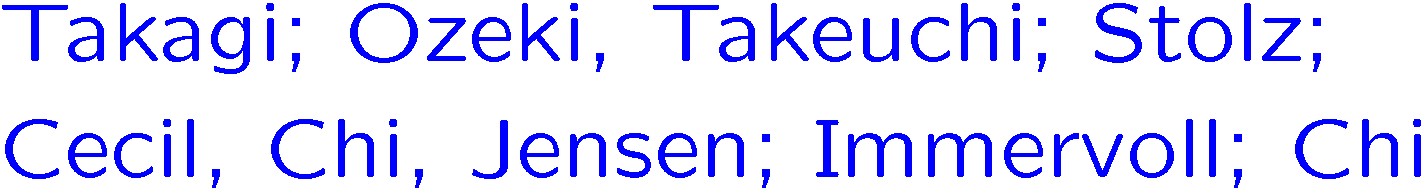 Takagi; Ozeki, Takeuchi; Stolz;
Cecil, Chi, Jensen; Immervoll; Chi